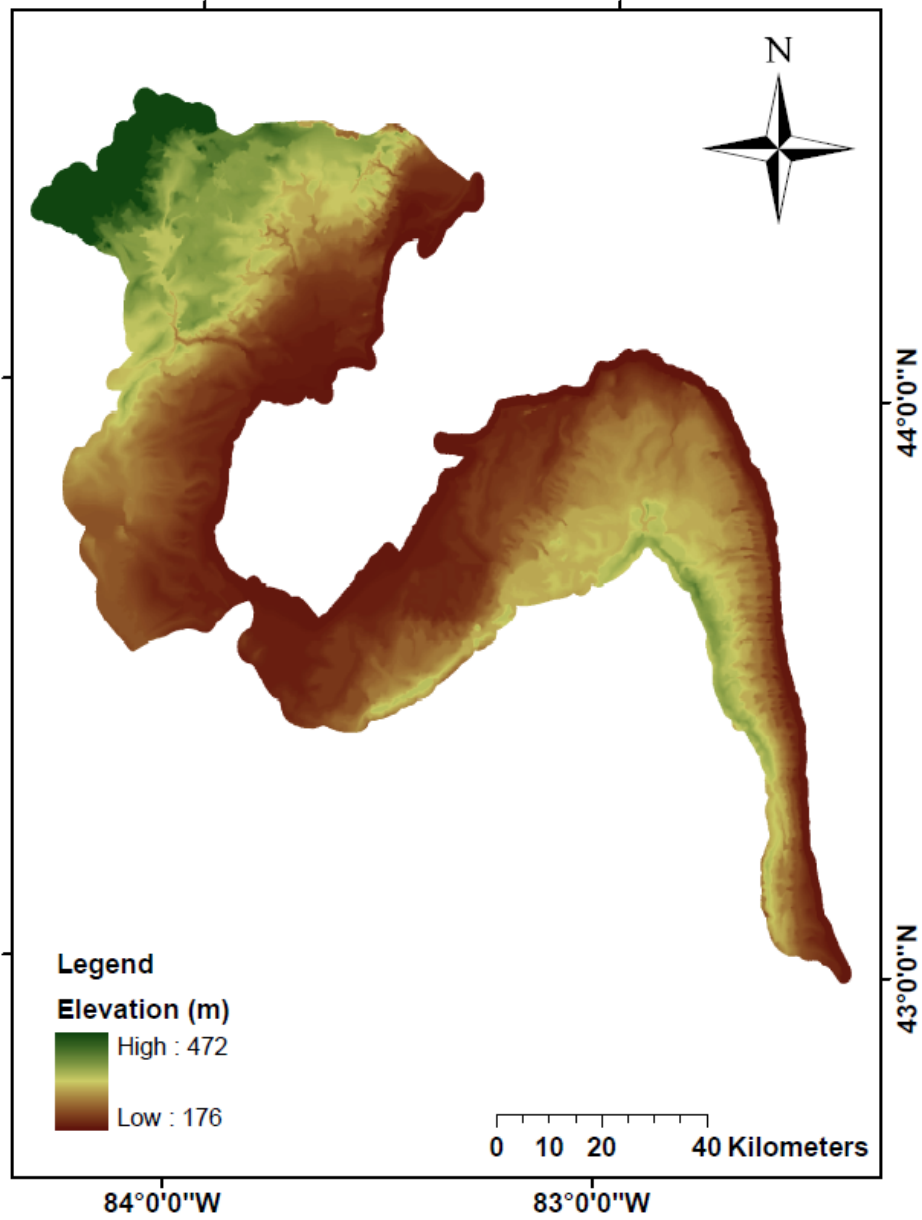 N
44°0'0"N
43°0'0"N
Legend
Elevation (m)
High : 472
Low : 176
0 10 20 40 Kilometers
84°0'0"W 83°0'0"W